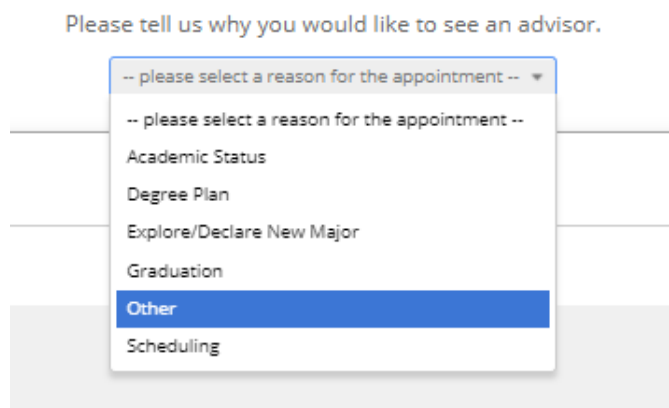 Please tell us why you would like to see an advisor.
-- please select a reason for the appointment --
-- please select a reason for the appointment --
Academic Status
Degree Plan
Explore/Declare New Major
Graduation
Other
Scheduling